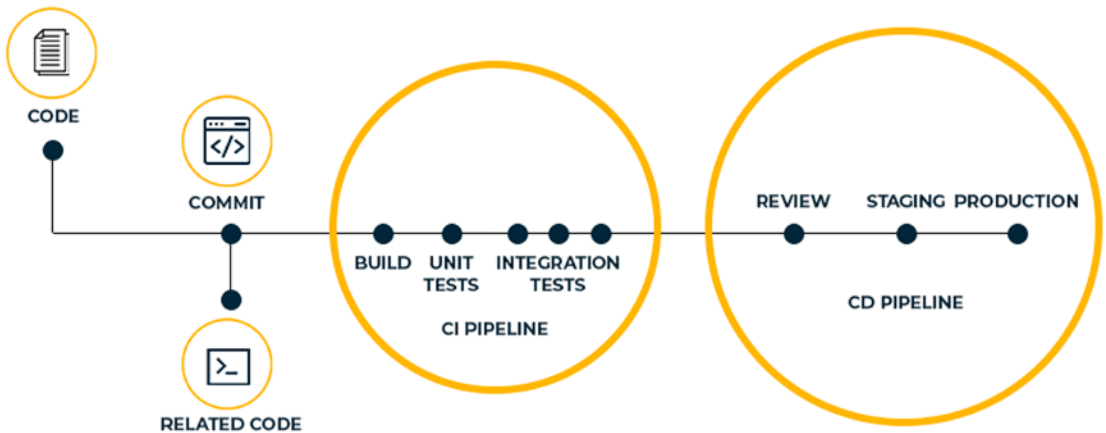 CODE
COMMIT
RELATED CODE
BUILD
UNIT
TESTS
INTEGRATION
TESTS
CI PIPELINE
REVIEW
STAGING
PRODUCTION
CD PIPELINE